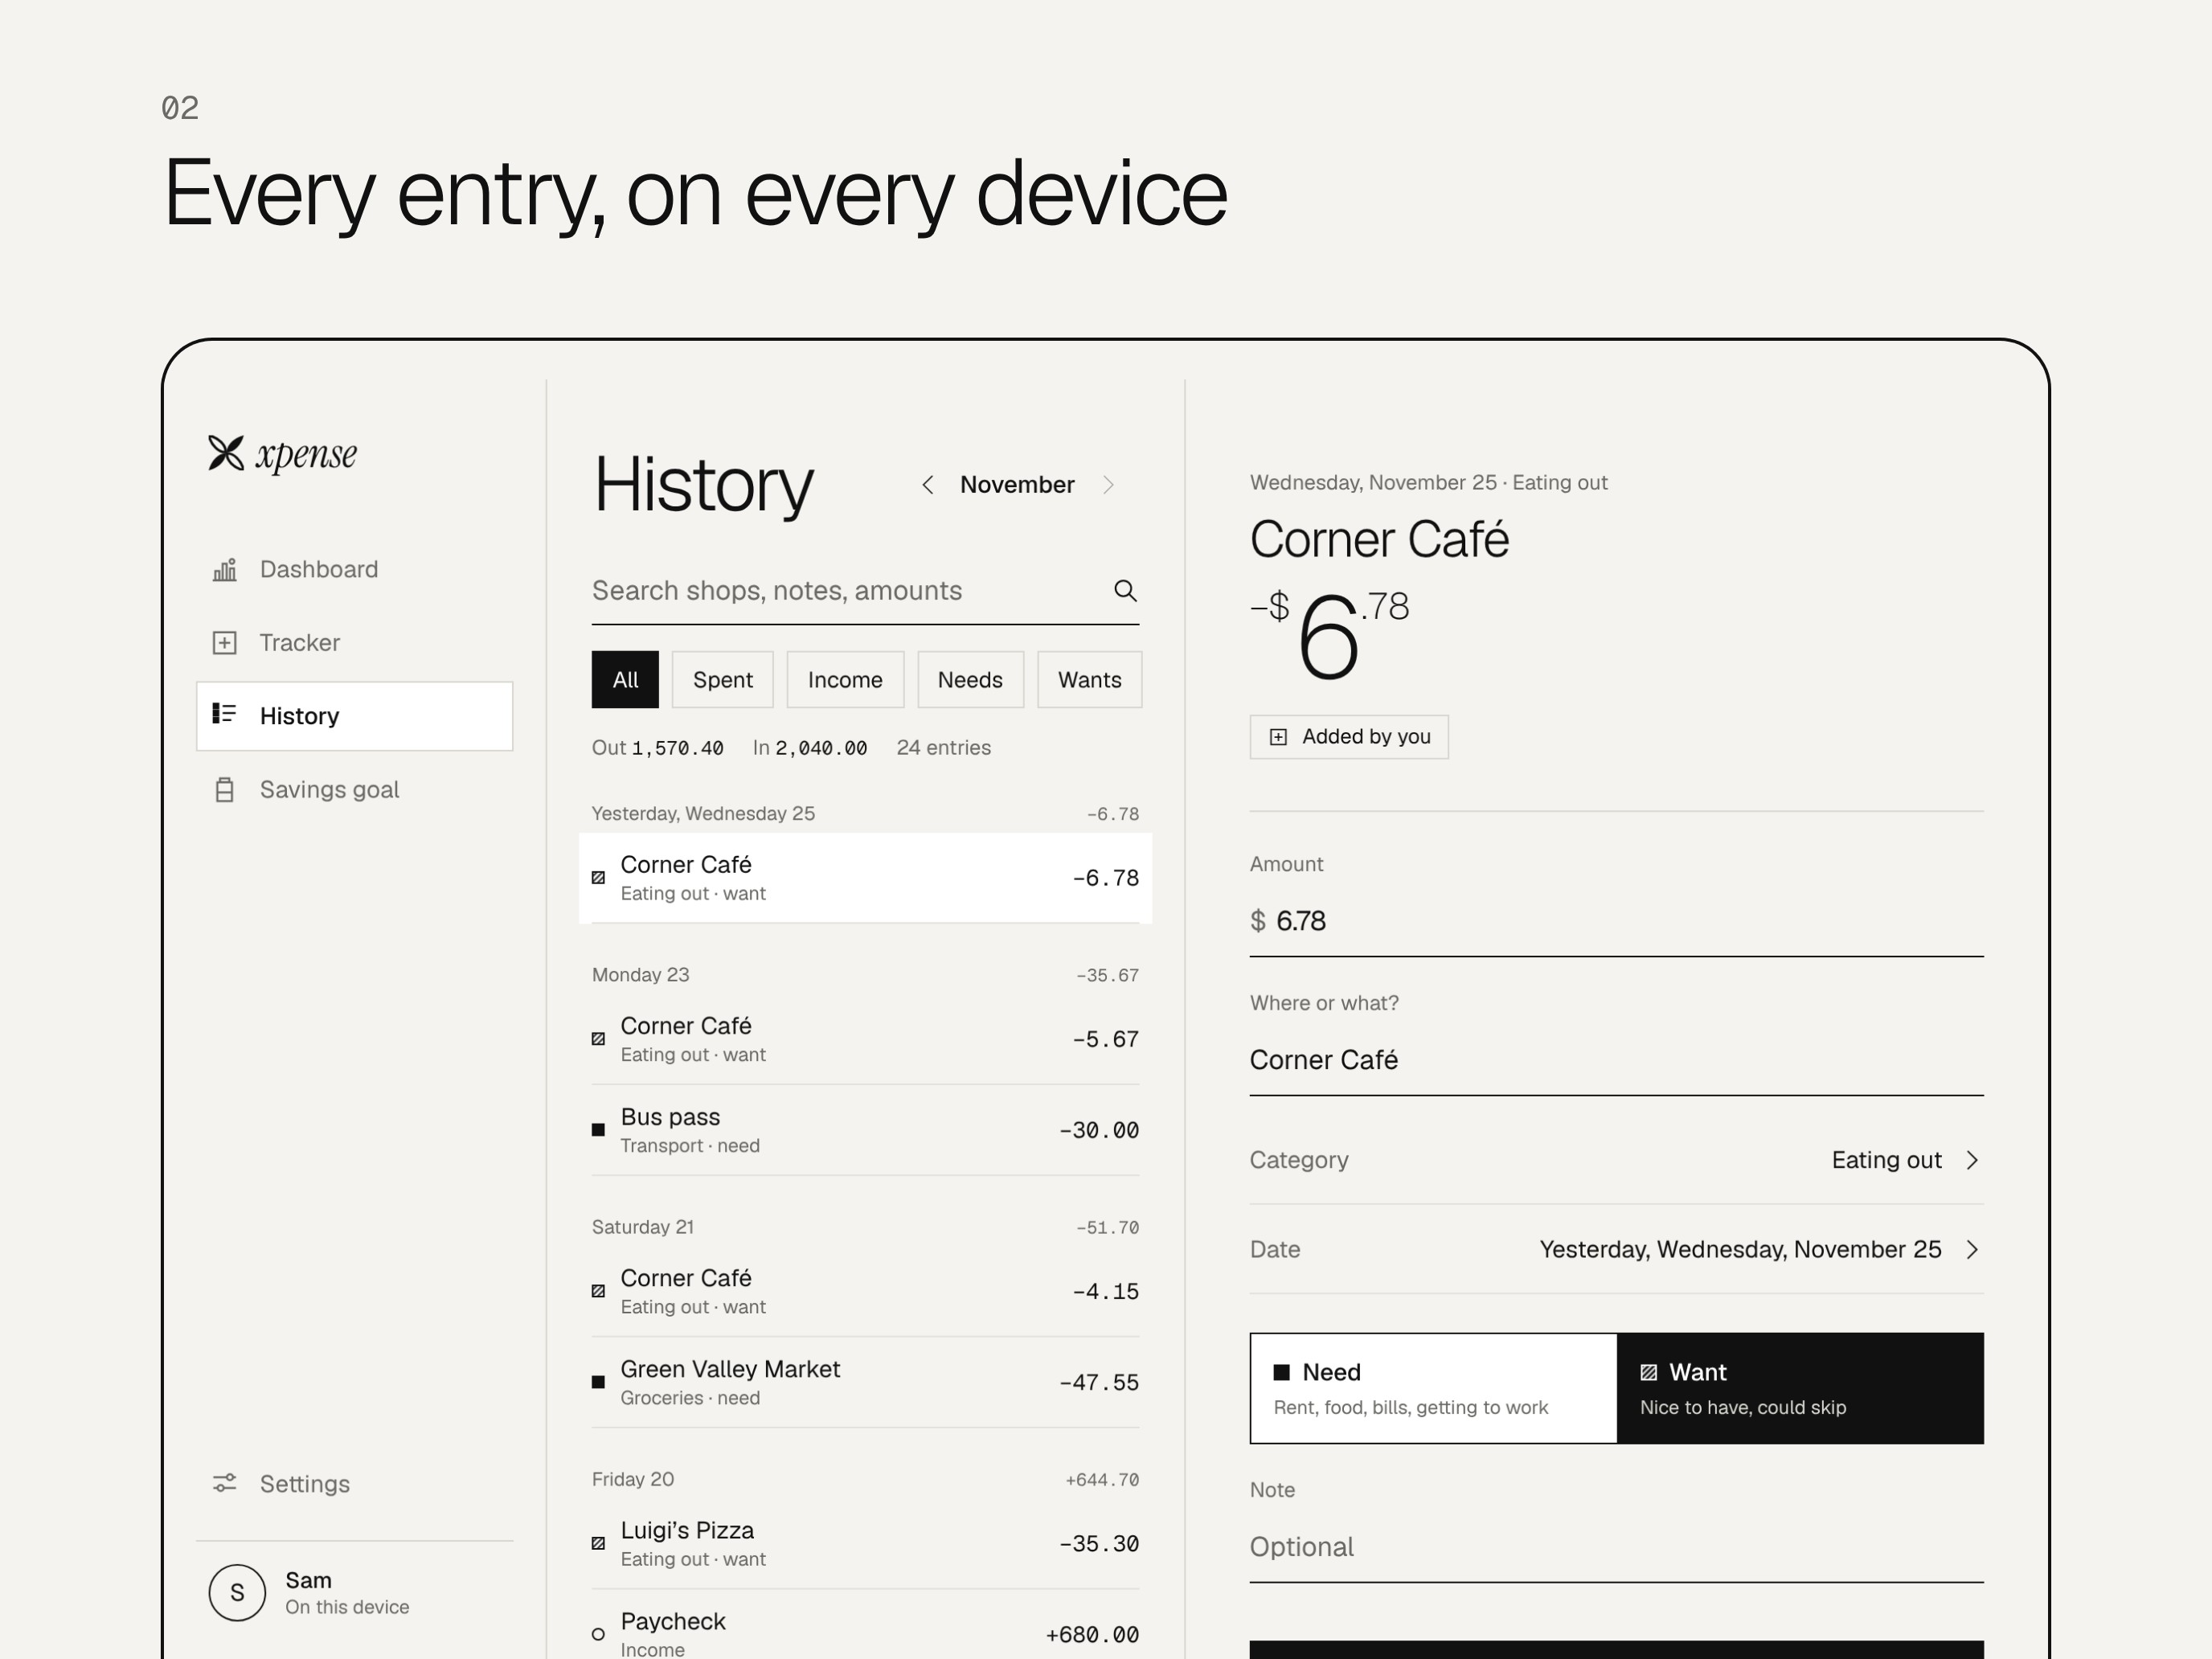 02
Every entry, on every device
xpense
Dashboard
Tracker
History
Savings goal
Settings
S
Sam
On this device
History
November
Search shops, notes, amounts
All
Spent
Income
Needs
Wants
Out 1,570.40 In 2,040.00 24 entries
Yesterday, Wednesday 25 −6.78
Corner Café
Eating out · want
−6.78
Monday 23 −35.67
Corner Café
Eating out · want
−5.67
Bus pass
Transport · need
−30.00
Saturday 21 −51.70
Corner Café
Eating out · want
−4.15
Green Valley Market
Groceries · need
−47.55
Friday 20 +644.70
Luigi’s Pizza
Eating out · want
−35.30
Paycheck
Income
+680.00
Wednesday, November 25 · Eating out
Corner Café
−$6.78
Added by you
Amount
$ 6.78
Where or what?
Corner Café
Category Eating out
Date Yesterday, Wednesday, November 25
Need
Rent, food, bills, getting to work
Want
Nice to have, could skip
Note
Optional